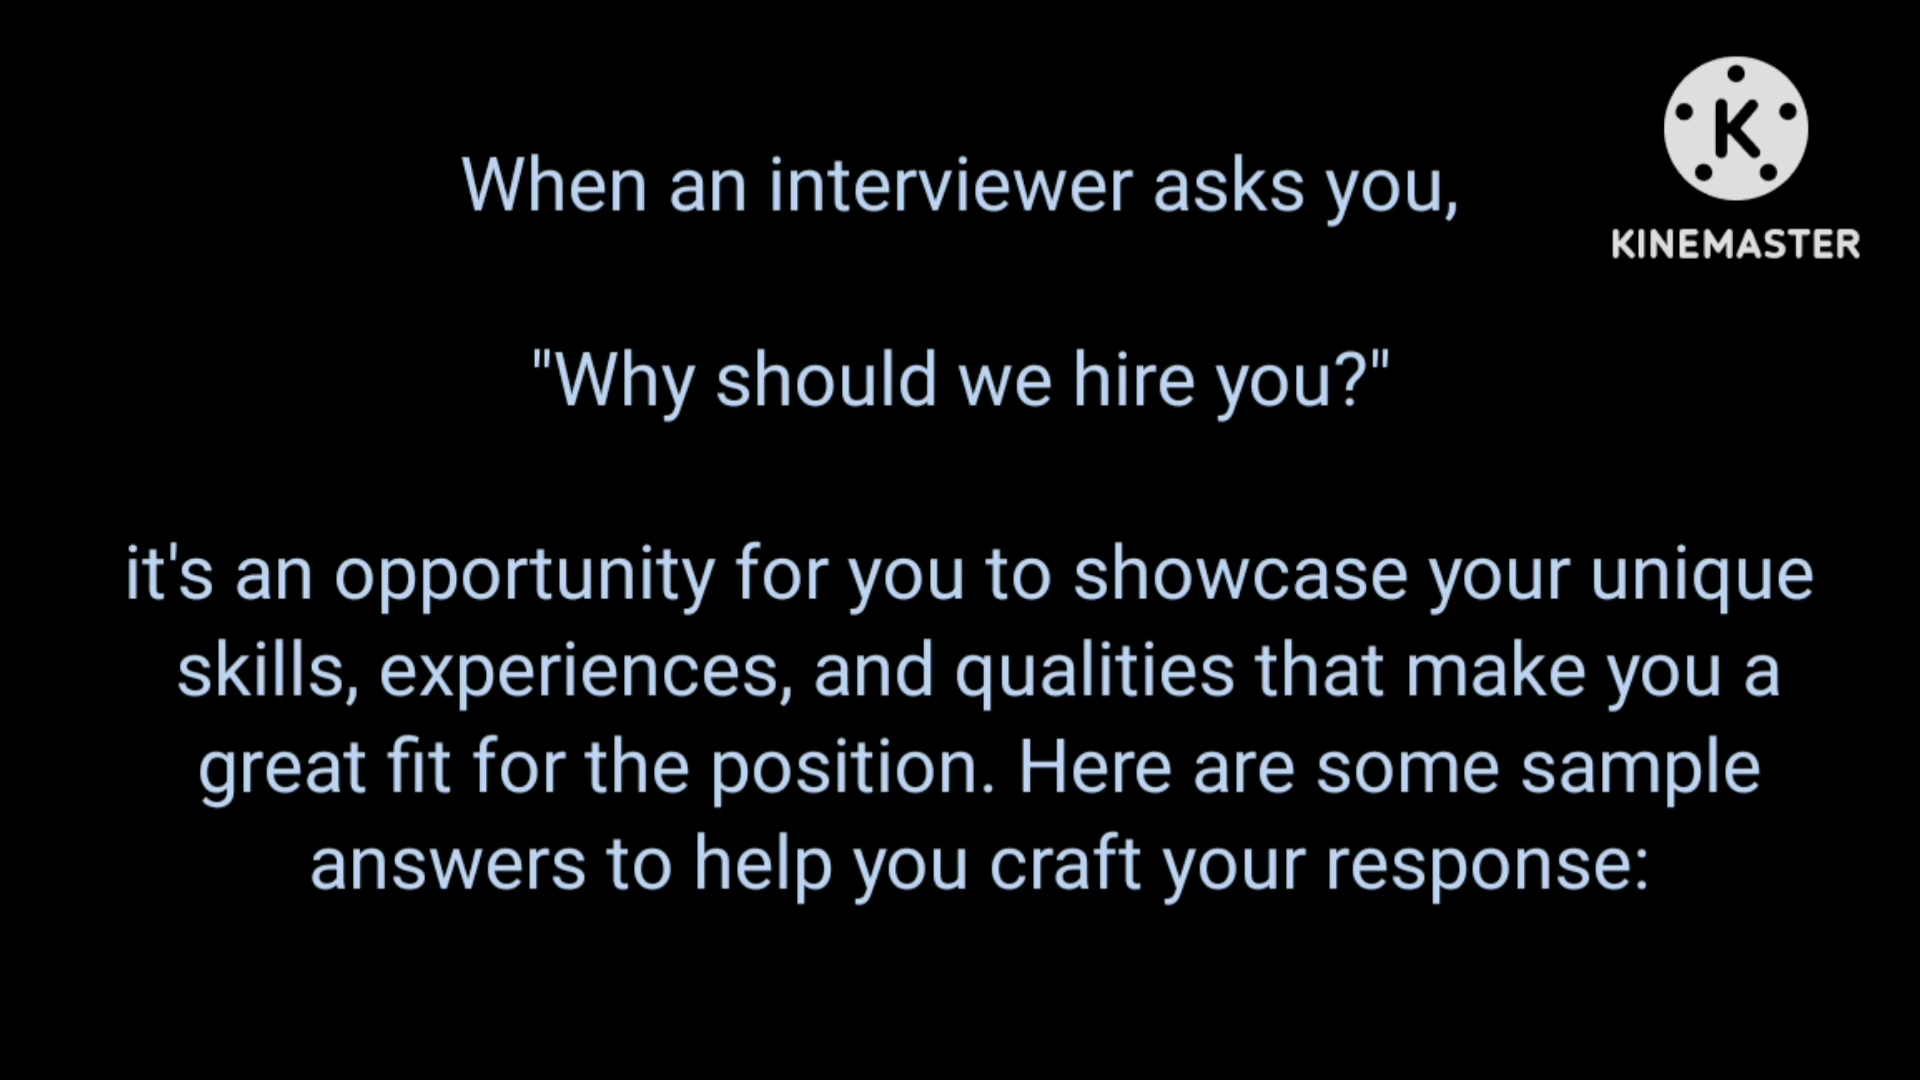 When an interviewer asks you,
KINEMASTER
"Why should we hire you?"
it's an opportunity for you to showcase your unique
skills, experiences, and qualities that make you a
great fit for the position. Here are some sample
answers to help you craft your response: